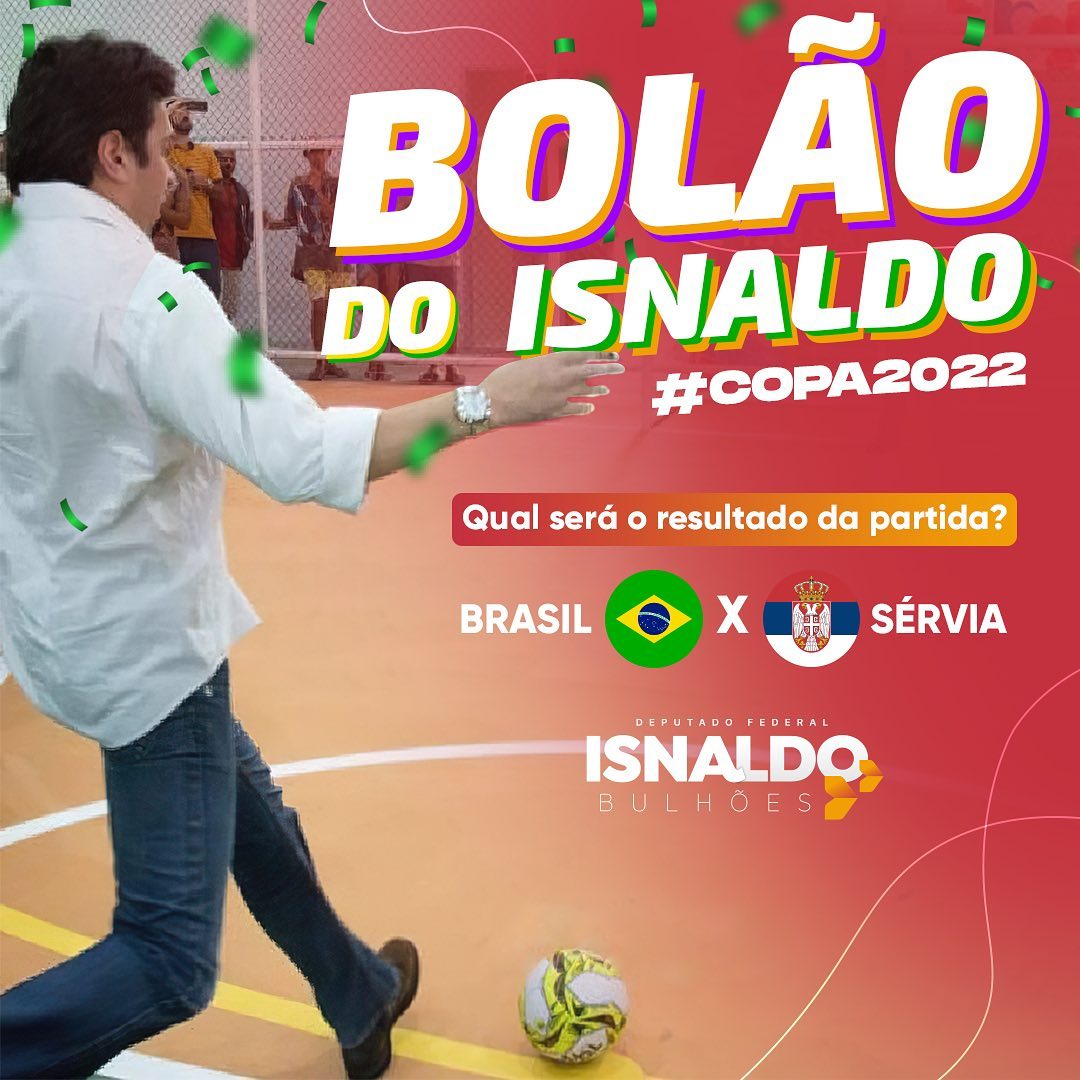 BOLÃO
DO ISNALDO
#COPA2022
Qual será o resultado da partida?
BRASIL X SÉRVIA
DEPUTADO FEDERAL
ISNALDO
BULHÕES